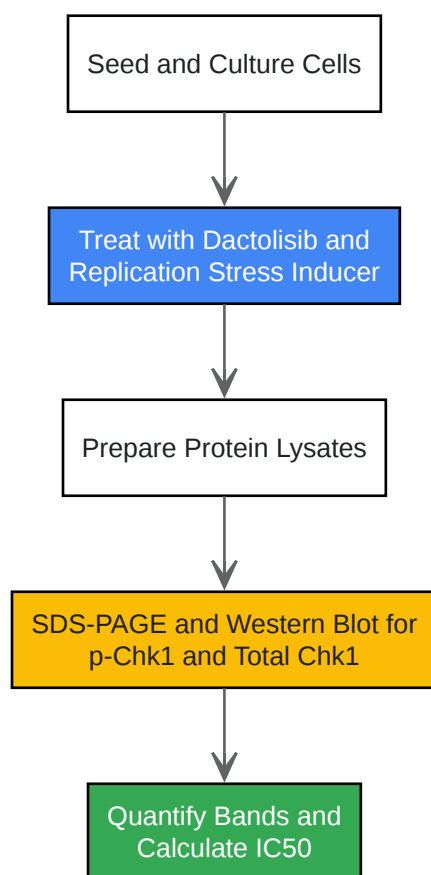 Seed and Culture Cells
Treat with Dactolisib and
Replication Stress Inducer
Prepare Protein Lysates
SDS-PAGE and Western Blot for
p-Chk1 and Total Chk1
Quantify Bands and
Calculate IC50